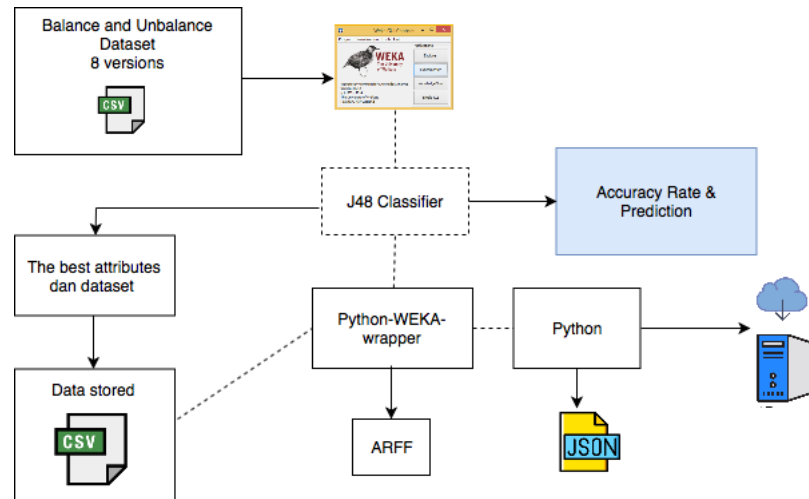 Balance and Unbalance
Dataset
8 versions
CSV
WEKA
J48 Classifier
Accuracy Rate &
Prediction
The best attributes
dan dataset
Python-WEKA-
wrapper
Python
Data stored
CSV
ARFF
JSON